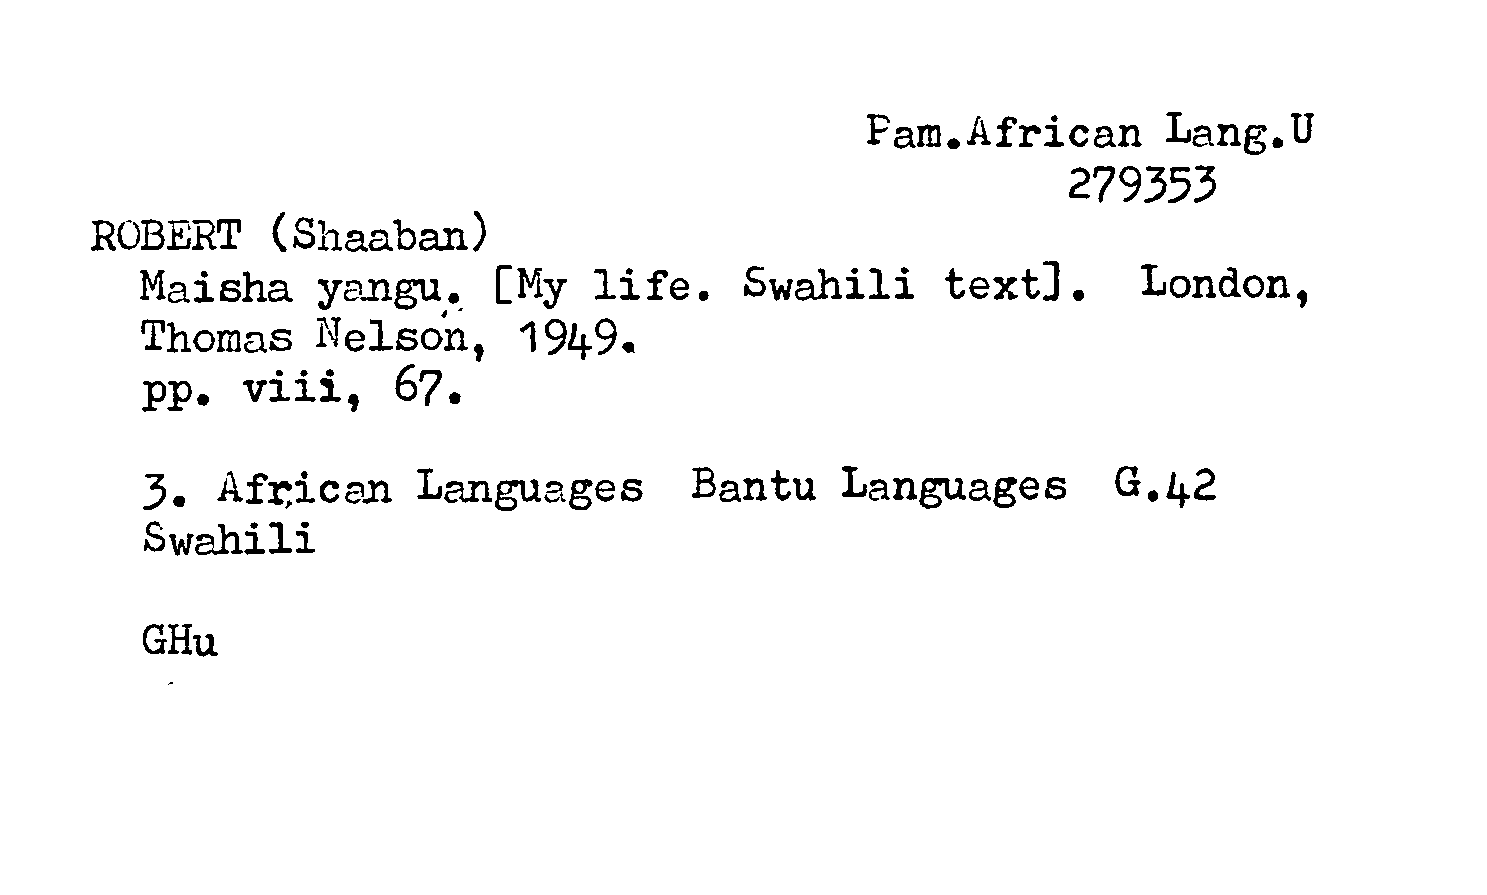 Pam.African Lang.U
279353
ROBERT (Shaaban)
Maisha yangu. [My life. Swahili text]. London,
Thomas Nelson, 1949.
pp. viii, 67.
3. African Languages Bantu Languages G.42
Swahili
GHu